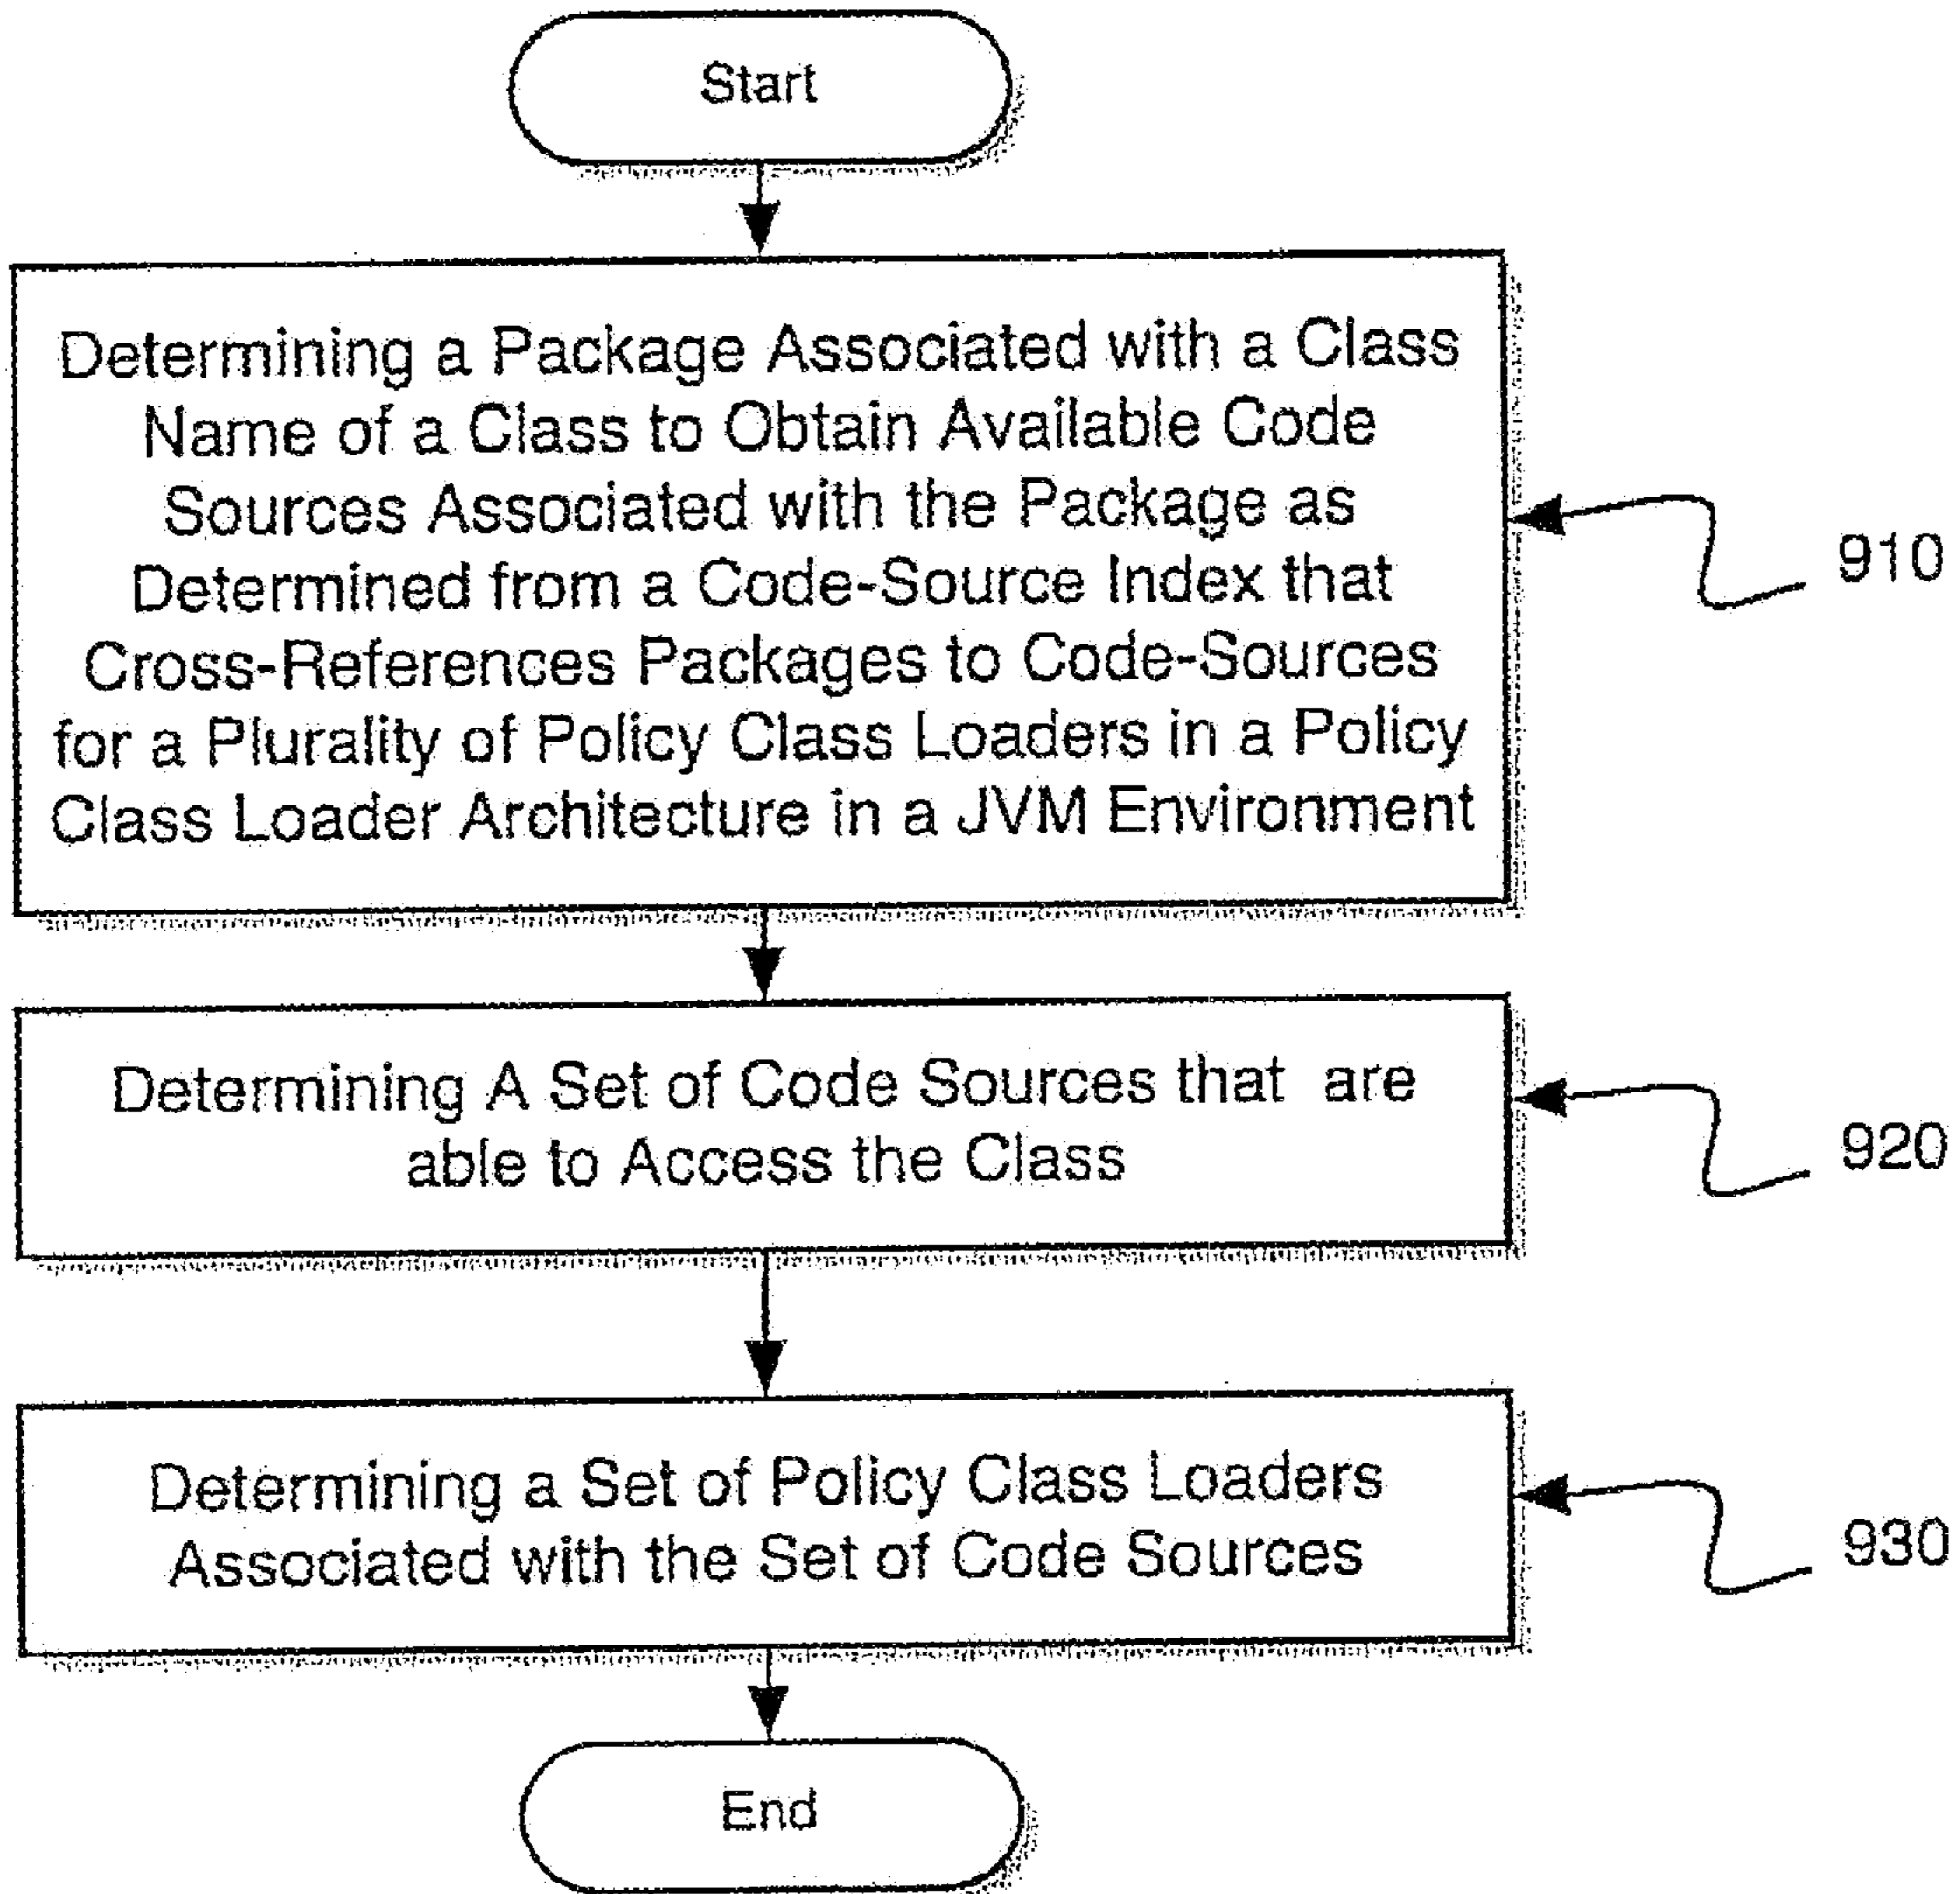 Start
Determining a Package Associated with a Class
Name of a Class to Obtain Available Code
Sources Associated with the Package as
Determined from a Code-Source Index that
Cross-References Packages to Code-Sources
for a Plurality of Policy Class Loaders in a Policy
Class Loader Architecture in a JVM Environment
910
Determining A Set of Code Sources that are
able to Access the Class
920
Determining a Set of Policy Class Loaders
Associated with the Set of Code Sources
930
End